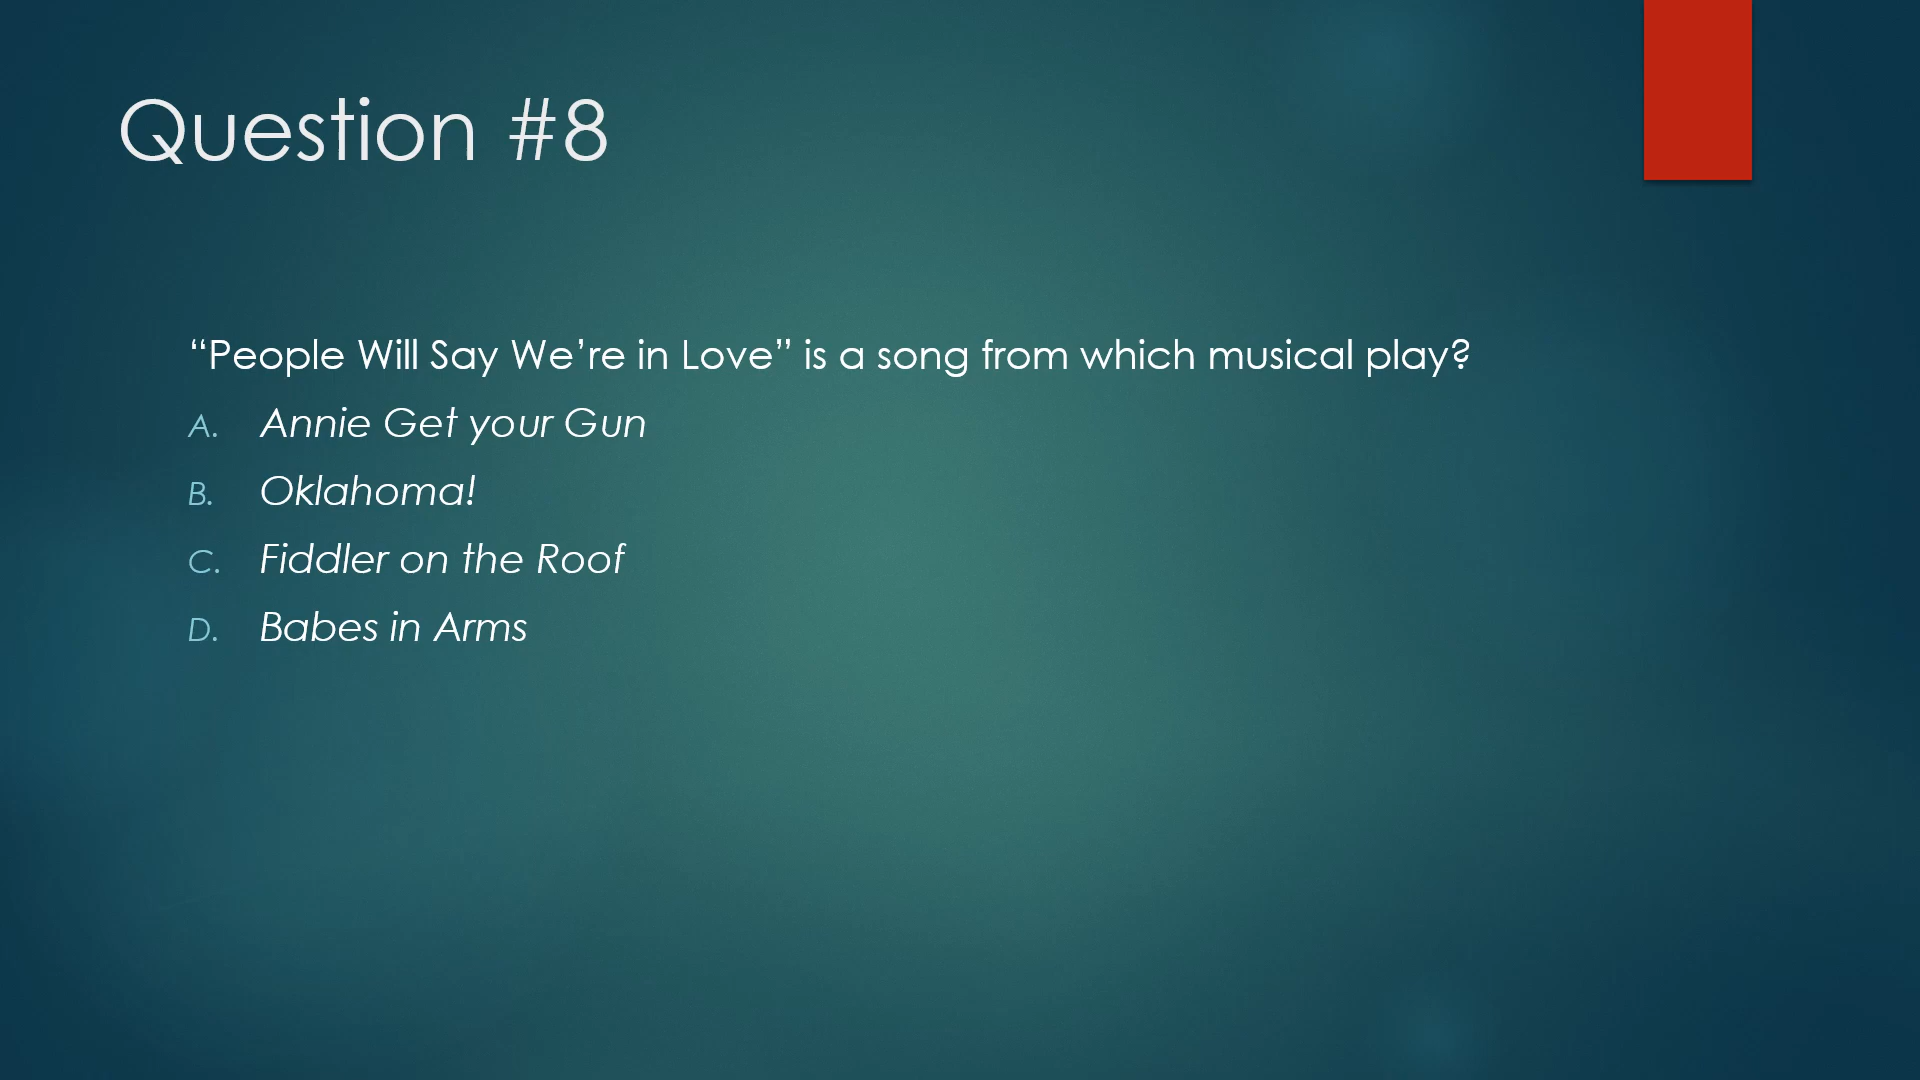 Question #8
“People Will Say We’re in Love” is a song from which musical play?
A. Annie Get your Gun
B. Oklahoma!
C. Fiddler on the Roof
D. Babes in Arms